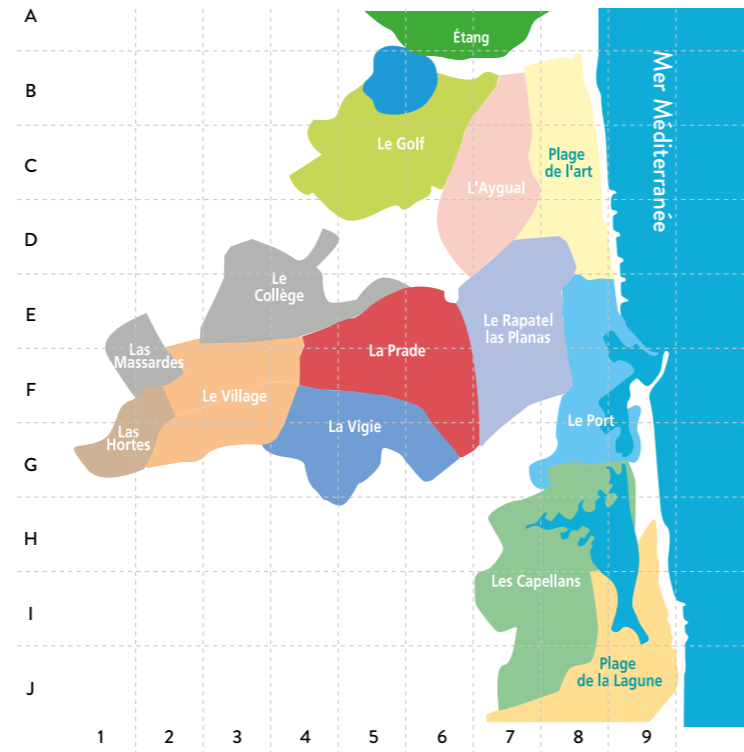 A
Étang
B
Mer Méditerranée
Le Golf
C
Plage
de l'art
L'Aygual
D
Le
Collège
E
Le Rapatel
las Planas
Las
Massardes
La Prade
F
Le Village
Le Port
La Vigie
Las
Hortes
G
H
Les Capellans
I
Plage
de la Lagune
J
1 2 3 4 5 6 7 8 9